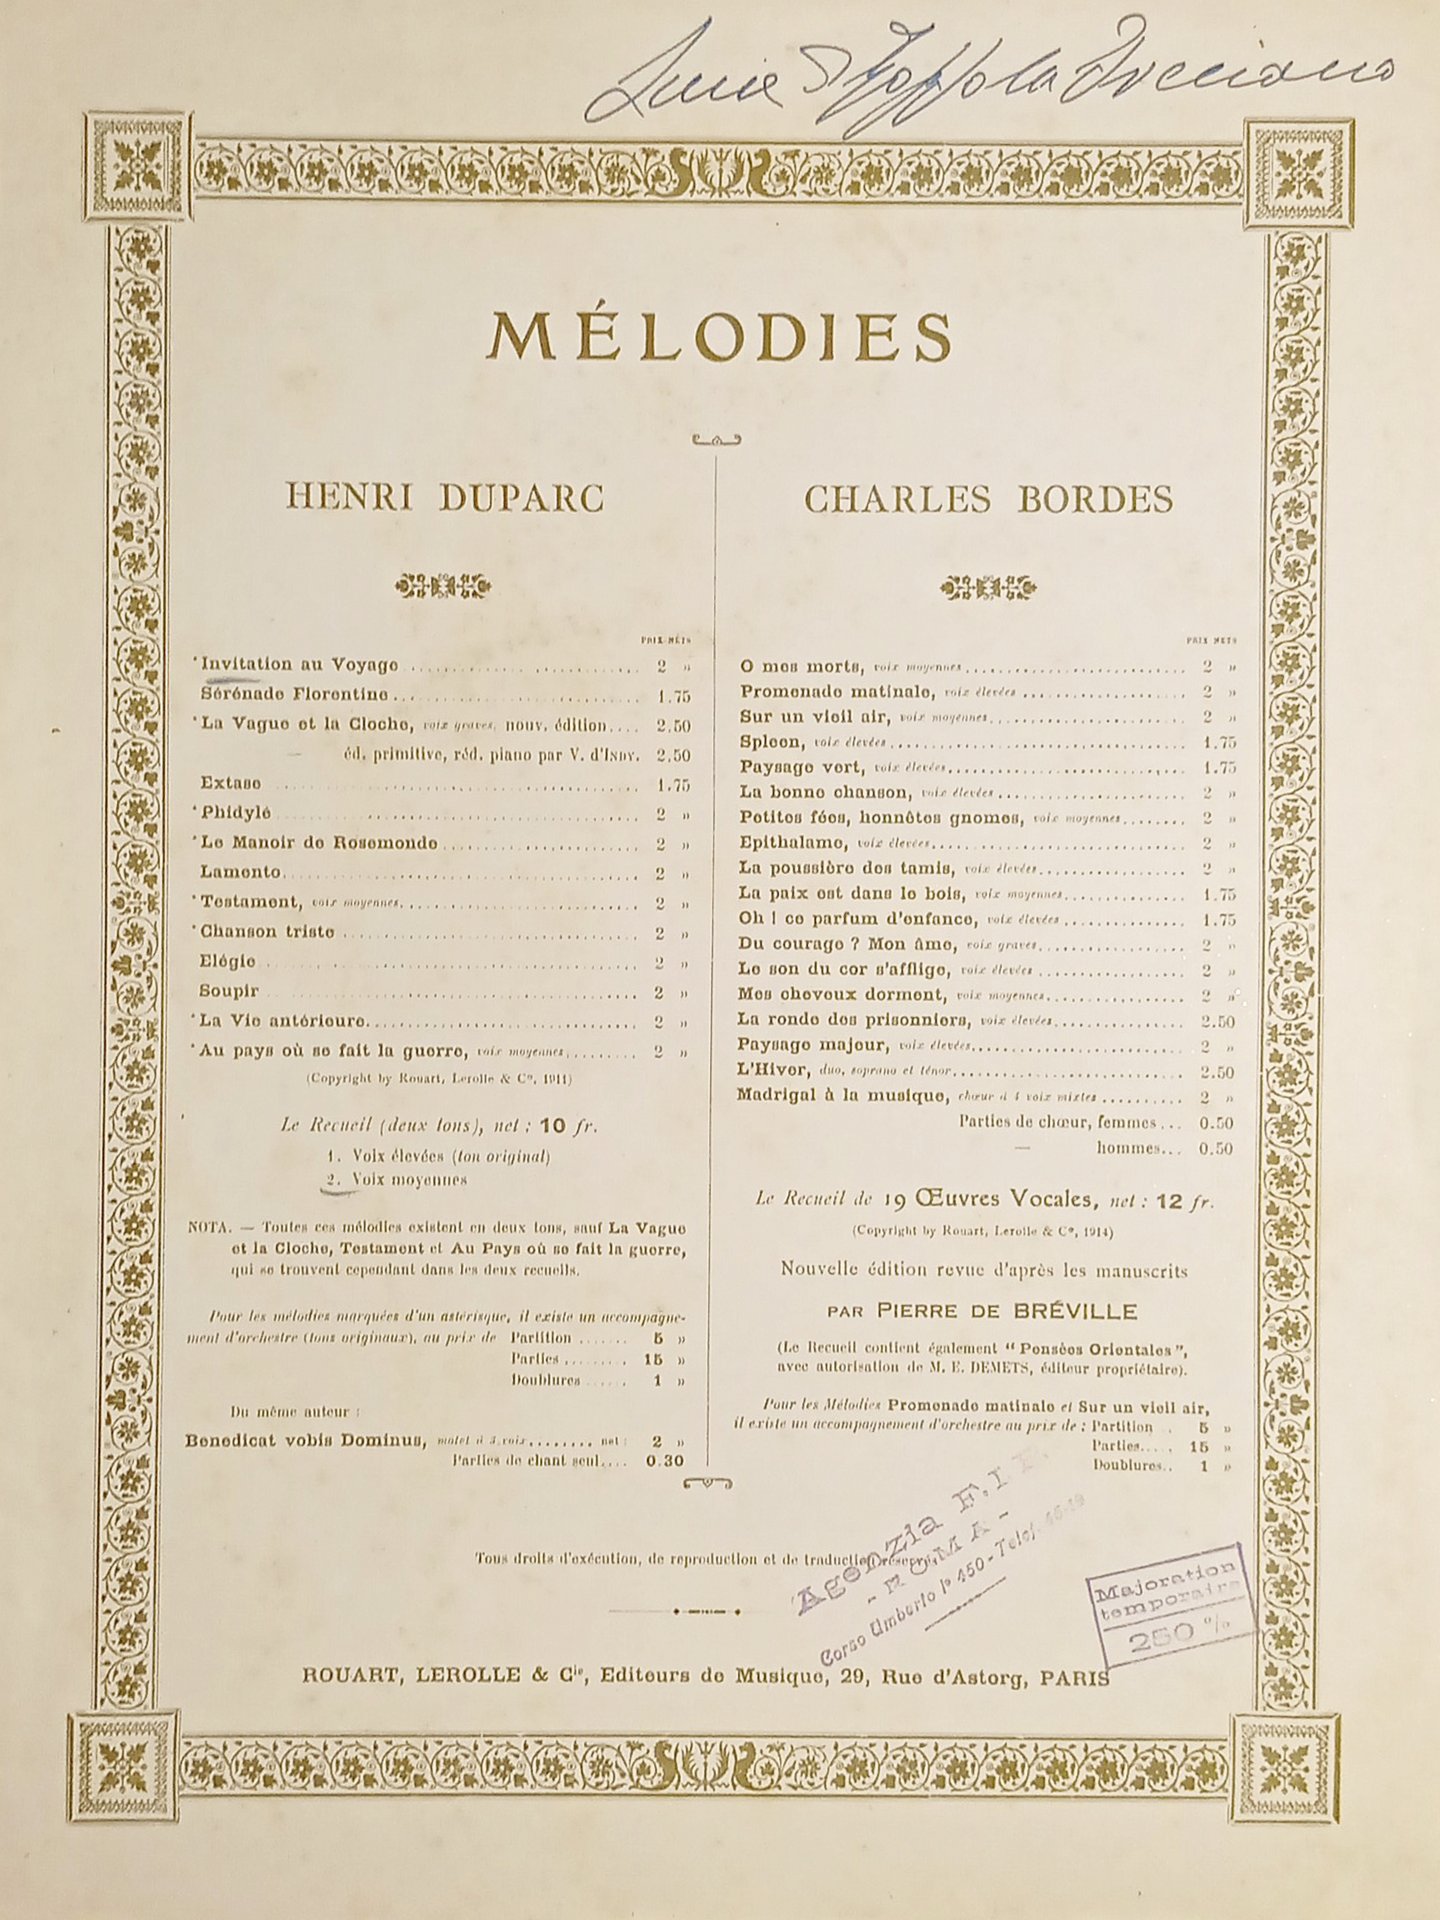 MÉLODIES
HENRI DUPARC
PRIX NETS
*Invitation au Voyage 2 »
Sérénade Florentine 1.75
*La Vague et la Cloche, voix graves, nouv. édition.... 2.50
— éd. primitive, réd. piano par V. d'INDY. 2.50
Extase 1.75
*Phidylé 2 »
*Le Manoir de Rosemonde 2 »
Lamento 2 »
*Testament, voix moyennes 2 »
*Chanson triste 2 »
Elégie 2 »
Soupir 2 »
*La Vie antérieure 2 »
*Au pays où se fait la guerre, voix moyennes 2 »
(Copyright by Rouart, Lerolle & Cº, 1911)
Le Recueil (deux tons), net : 10 fr.
1. Voix élevées (ton original)
2. Voix moyennes
NOTA. — Toutes ces mélodies existent en deux tons, sauf La Vague
et la Cloche, Testament et Au Pays où se fait la guerre,
qui se trouvent cependant dans les deux recueils.
Pour les mélodies marquées d'un astérisque, il existe un accompagne-
ment d'orchestre (tons originaux), au prix de Partition 5 »
Parties 15 »
Doublures 1 »
Du même auteur :
Benedicat vobis Dominus, motet à 3 voix net : 2 »
Parties de chant seul.... 0.30
CHARLES BORDES
PRIX NETS
O mes morts, voix moyennes 2 »
Promenade matinale, voix élevées 2 »
Sur un vieil air, voix moyennes 2 »
Spleen, voix élevées 1.75
Paysage vert, voix élevées 1.75
La bonne chanson, voix élevées 2 »
Petites fées, honnêtes gnomes, voix moyennes 2 »
Epithalame, voix élevées 2 »
La poussière des tamis, voix élevées 2 »
La paix est dans le bois, voix moyennes 1.75
Oh ! ce parfum d'enfance, voix élevées 1.75
Du courage ? Mon âme, voix graves 2 »
Le son du cor s'afflige, voix élevées 2 »
Mes cheveux dorment, voix moyennes 2 »
La ronde des prisonniers, voix élevées 2.50
Paysage majeur, voix élevées 2 »
L'Hiver, duo, soprano et ténor 2.50
Madrigal à la musique, chœur à 4 voix mixtes 2 »
Parties de chœur, femmes... 0.50
— hommes... 0.50
Le Recueil de 19 Œuvres Vocales, net : 12 fr.
(Copyright by Rouart, Lerolle & Cº, 1914)
Nouvelle édition revue d'après les manuscrits
PAR PIERRE DE BRÉVILLE
(Le Recueil contient également “ Pensées Orientales ”,
avec autorisation de M. E. DEMETS, éditeur propriétaire).
Pour les Mélodies Promenade matinale et Sur un vieil air,
il existe un accompagnement d'orchestre au prix de : Partition 5 »
Parties 15 »
Doublures 1 »
Tous droits d'exécution, de reproduction et de traduction
Agenzia
- ROMA -
Corso Umberto Iº 450 - Telef.
Majoration
temporaire
250 %
ROUART, LEROLLE & Cie, Editeurs de Musique, 29, Rue d'Astorg, PARIS